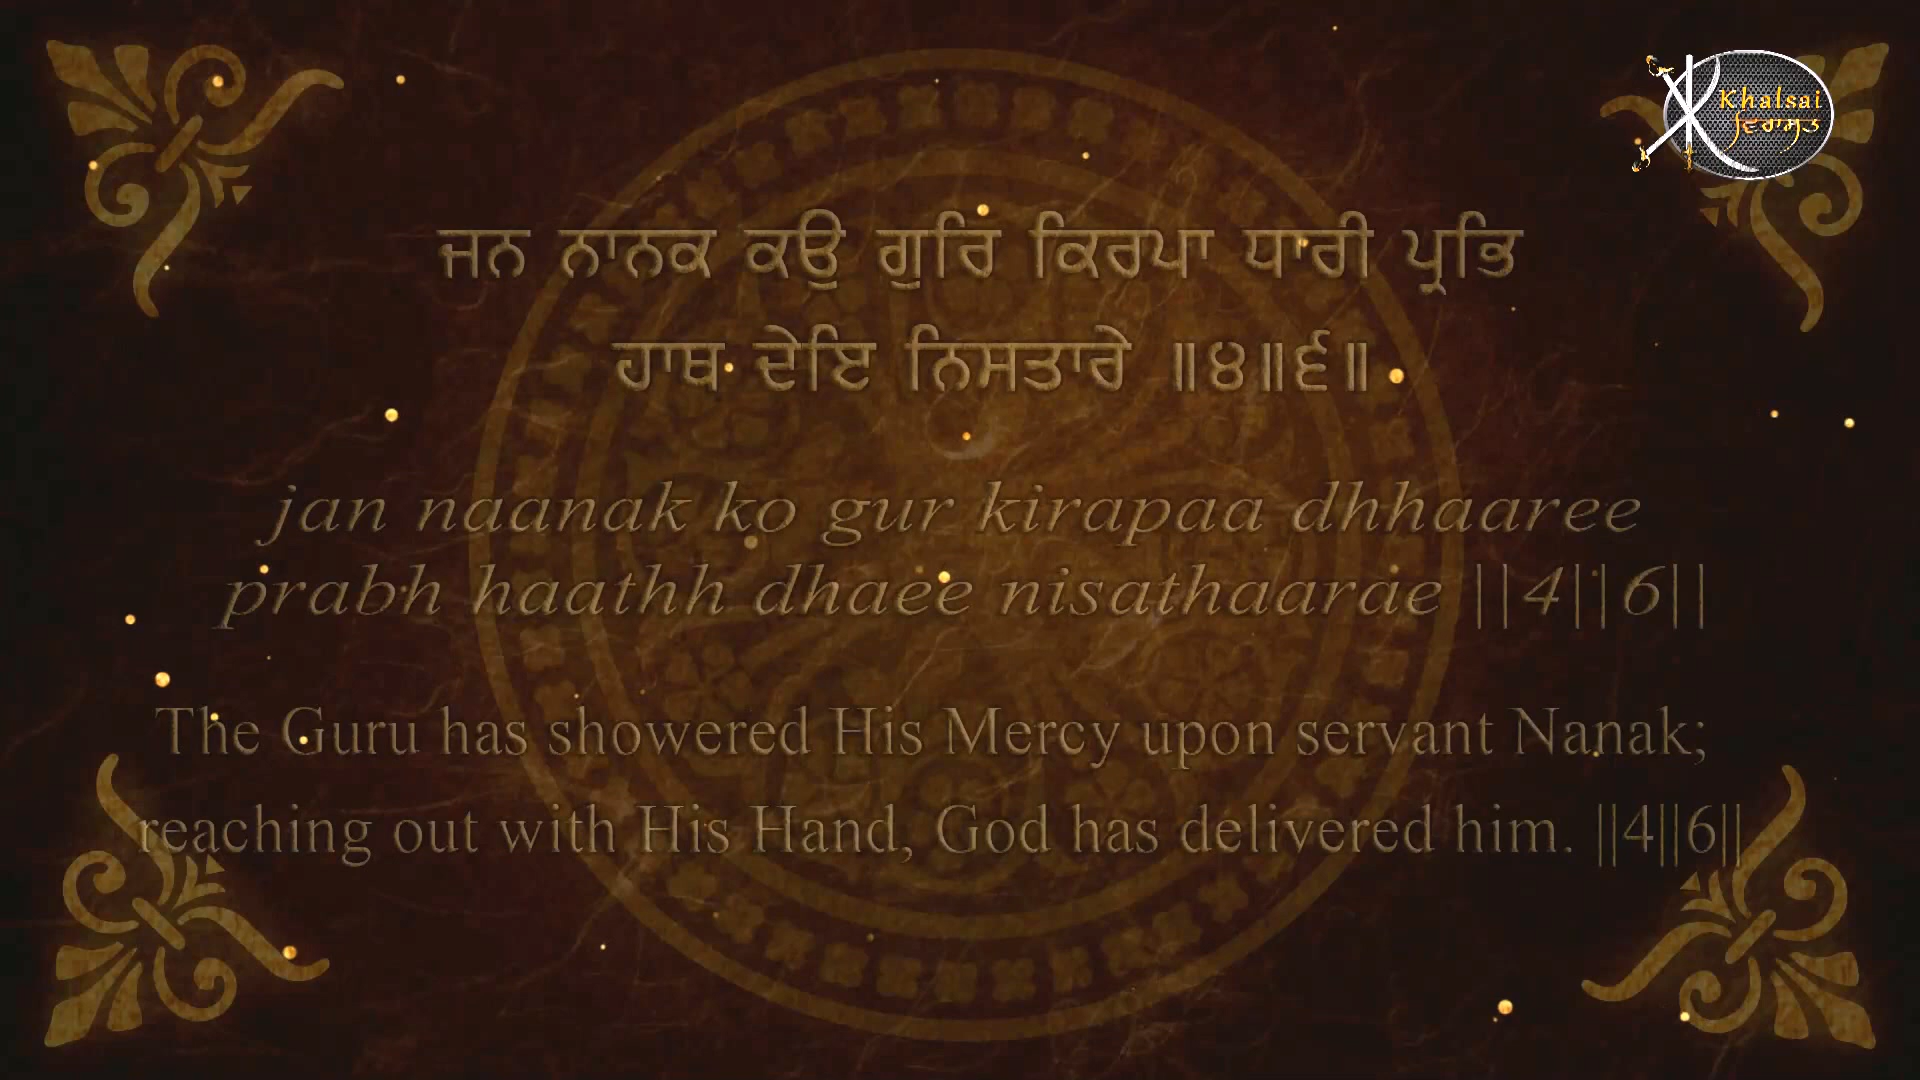 Khalsai
ਵਿਰਾਸਤ
ਜਨ ਨਾਨਕ ਕਉ ਗੁਰਿ ਕਿਰਪਾ ਧਾਰੀ ਪ੍ਰਭਿ
ਹਾਥ ਦੇਇ ਨਿਸਤਾਰੇ ॥੪॥੬॥
jan naanak ko gur kirapaa dhhaaree
prabh haathh dhaee nisathaarae ||4||6||
The Guru has showered His Mercy upon servant Nanak;
reaching out with His Hand, God has delivered him. ||4||6||